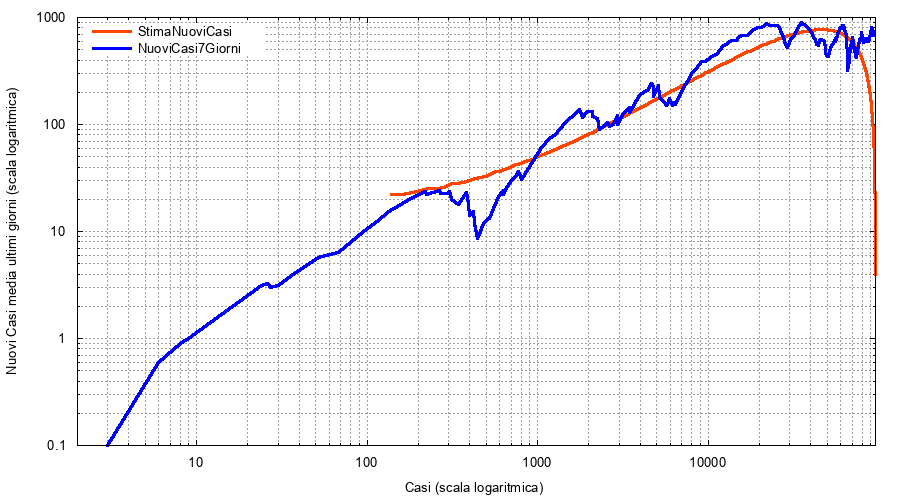 1000
100
10
1
0.1
Nuovi Casi media ultimi giorni (scala logaritmica)
StimaNuoviCasi
NuoviCasi7Giorni
10 100 1000 10000
Casi (scala logaritmica)